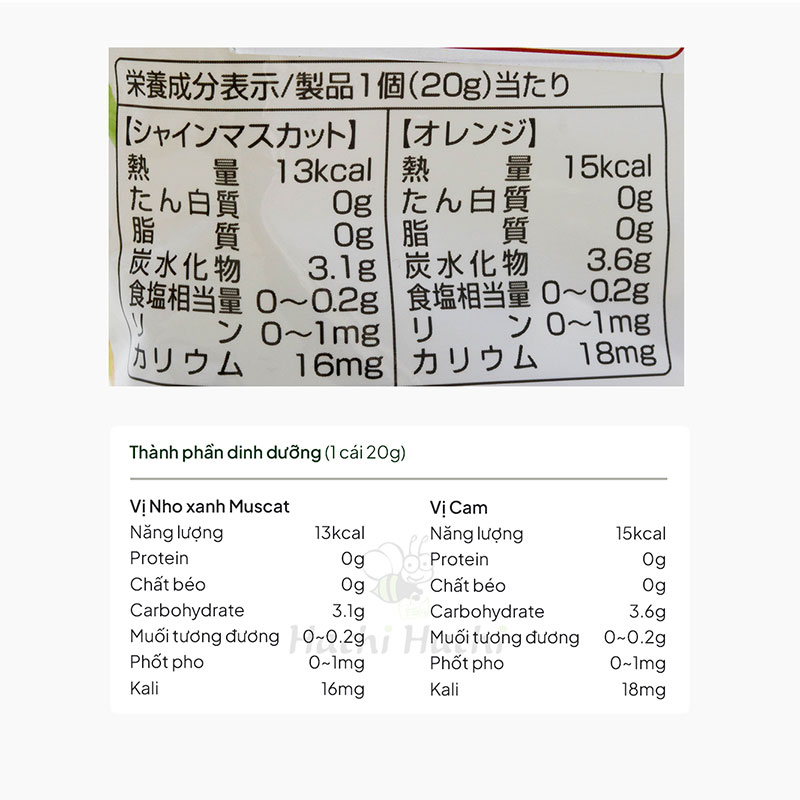 栄養成分表示/製品1個(20g)当たり
【シャインマスカット】
熱量 13kcal
たん白質 0g
脂質 0g
炭水化物 3.1g
食塩相当量 0〜0.2g
リン 0〜1mg
カリウム 16mg
【オレンジ】
熱量 15kcal
たん白質 0g
脂質 0g
炭水化物 3.6g
食塩相当量 0〜0.2g
リン 0〜1mg
カリウム 18mg
Thành phần dinh dưỡng (1 cái 20g)
Vị Nho xanh Muscat
Năng lượng 13kcal
Protein 0g
Chất béo 0g
Carbohydrate 3.1g
Muối tương đương 0~0.2g
Phốt pho 0~1mg
Kali 16mg
Vị Cam
Năng lượng 15kcal
Protein 0g
Chất béo 0g
Carbohydrate 3.6g
Muối tương đương 0~0.2g
Phốt pho 0~1mg
Kali 18mg
Hachi Hachi